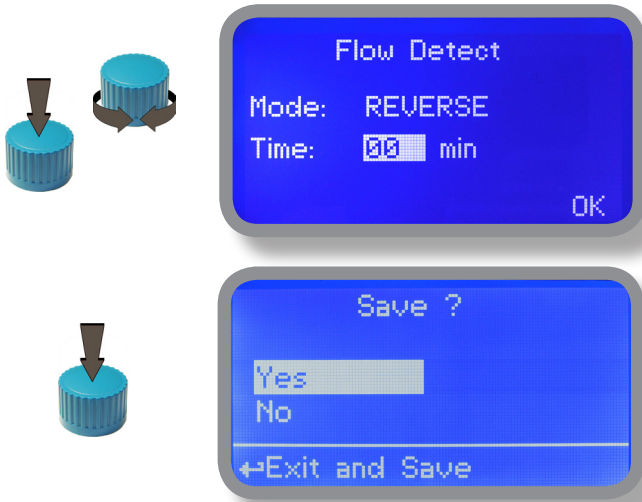 Flow Detect
Mode: REVERSE
Time: 00 min
OK
Save ?
Yes
No
↵Exit and Save